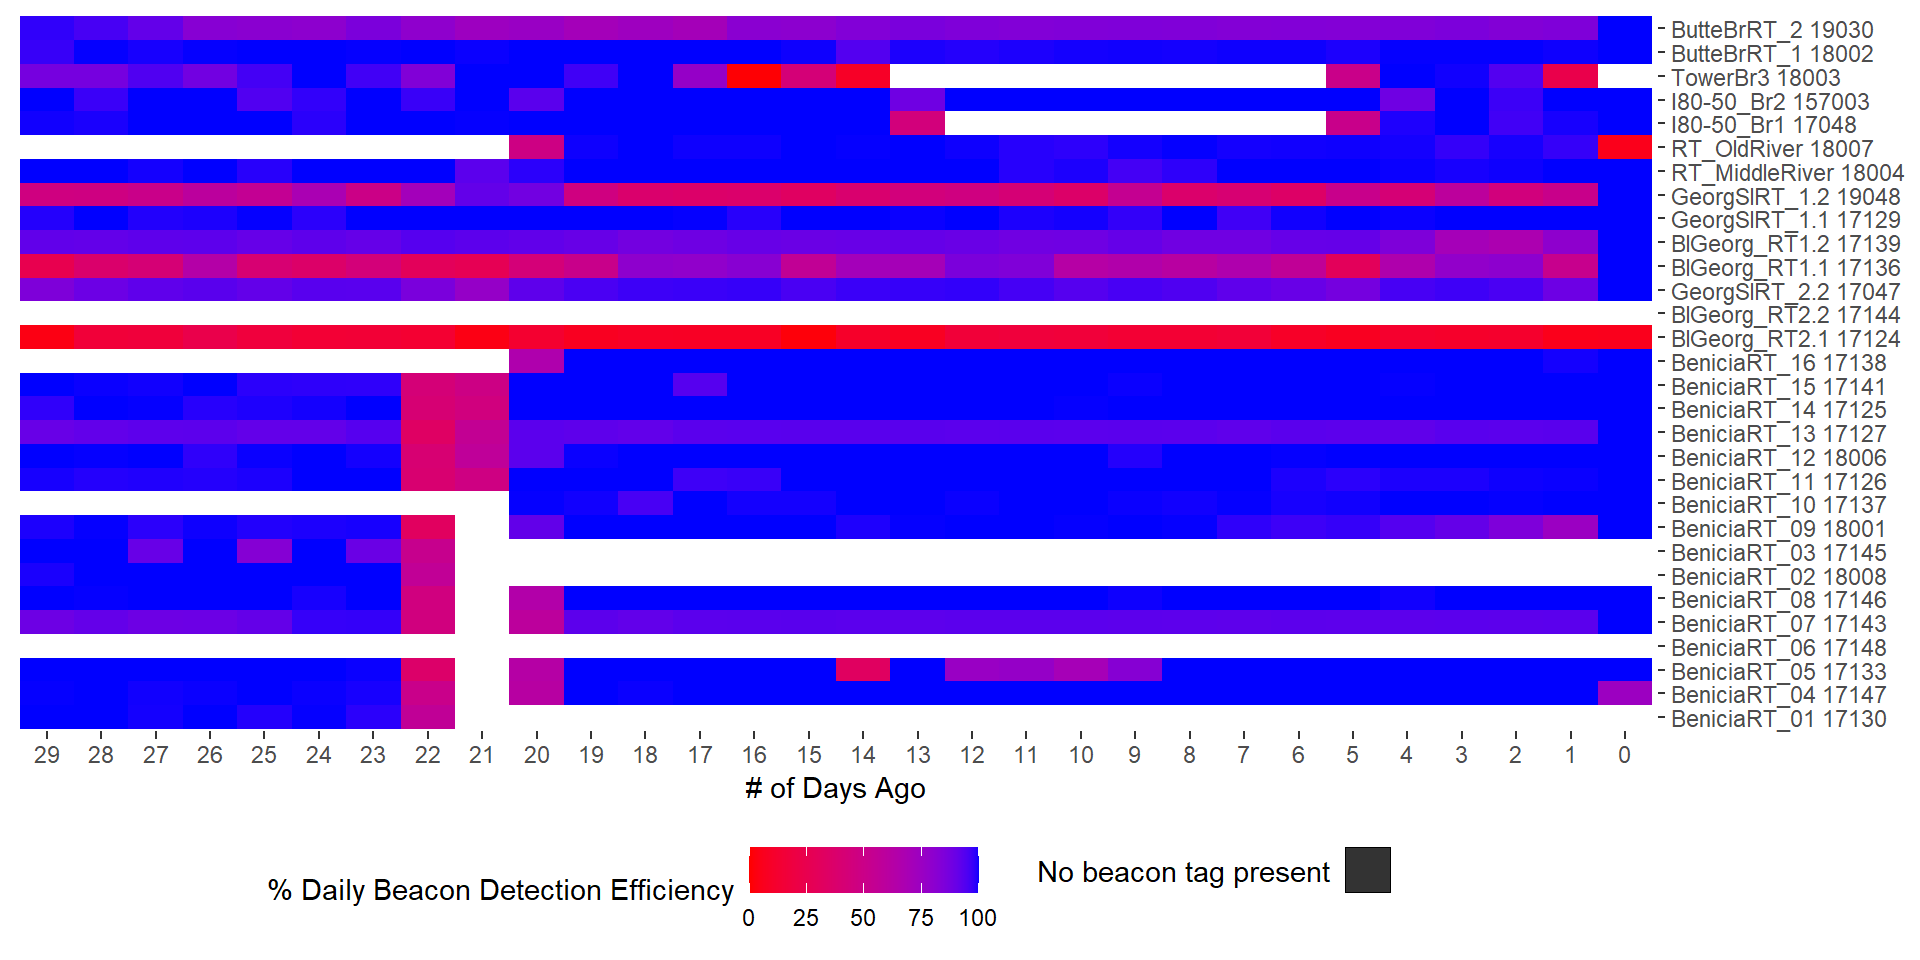 ButteBrRT_2 19030
ButteBrRT_1 18002
TowerBr3 18003
I80-50_Br2 157003
I80-50_Br1 17048
RT_OldRiver 18007
RT_MiddleRiver 18004
GeorgSlRT_1.2 19048
GeorgSlRT_1.1 17129
BlGeorg_RT1.2 17139
BlGeorg_RT1.1 17136
GeorgSlRT_2.2 17047
BlGeorg_RT2.2 17144
BlGeorg_RT2.1 17124
BeniciaRT_16 17138
BeniciaRT_15 17141
BeniciaRT_14 17125
BeniciaRT_13 17127
BeniciaRT_12 18006
BeniciaRT_11 17126
BeniciaRT_10 17137
BeniciaRT_09 18001
BeniciaRT_03 17145
BeniciaRT_02 18008
BeniciaRT_08 17146
BeniciaRT_07 17143
BeniciaRT_06 17148
BeniciaRT_05 17133
BeniciaRT_04 17147
BeniciaRT_01 17130
29 28 27 26 25 24 23 22 21 20 19 18 17 16 15 14 13 12 11 10 9 8 7 6 5 4 3 2 1 0
# of Days Ago
% Daily Beacon Detection Efficiency
0 25 50 75 100
No beacon tag present